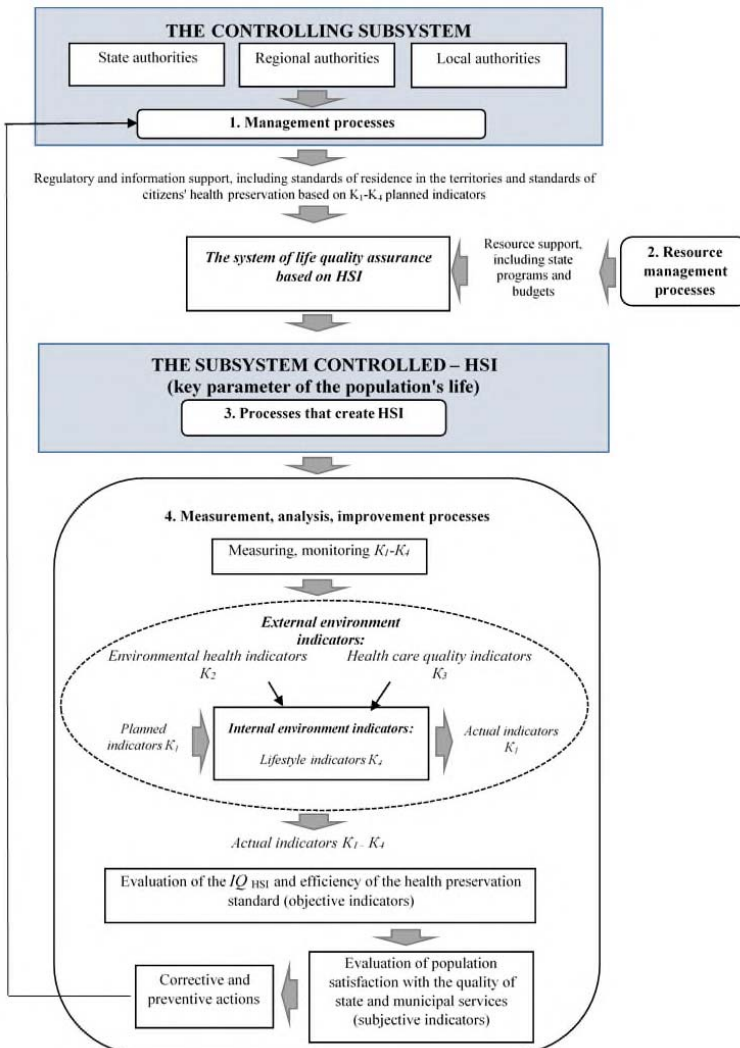 THE CONTROLLING SUBSYSTEM
State authorities
Regional authorities
Local authorities
1. Management processes
Regulatory and information support, including standards of residence in the territories and standards of
citizens' health preservation based on K₁-K₄ planned indicators
The system of life quality assurance
based on HSI
Resource support,
including state
programs and
budgets
2. Resource
management
processes
THE SUBSYSTEM CONTROLLED – HSI
(key parameter of the population's life)
3. Processes that create HSI
4. Measurement, analysis, improvement processes
Measuring, monitoring K₁-K₄
External environment
indicators:
Environmental health indicators
K₂
Health care quality indicators
K₃
Planned
indicators K₁
Internal environment indicators:
Lifestyle indicators K₄
Actual indicators
K₁
Actual indicators K₁ - K₄
Evaluation of the IQ HSI and efficiency of the health preservation
standard (objective indicators)
Evaluation of population
satisfaction with the quality of
state and municipal services
(subjective indicators)
Corrective and
preventive actions